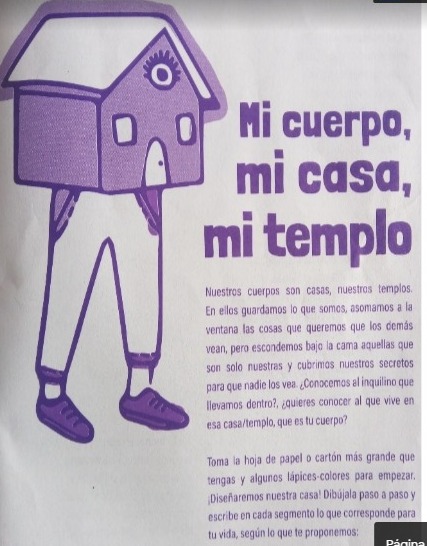 Mi cuerpo,
mi casa,
mi templo
Nuestros cuerpos son casas, nuestros templos.
En ellos guardamos lo que somos, asomamos a la
ventana las cosas que queremos que los demás
vean, pero escondemos bajo la cama aquellas que
son solo nuestras y cubrimos nuestros secretos
para que nadie los vea. ¿Conocemos al inquilino que
llevamos dentro?, ¿quieres conocer al que vive en
esa casa/templo, que es tu cuerpo?
Toma la hoja de papel o cartón más grande que
tengas y algunos lápices-colores para empezar.
¡Diseñaremos nuestra casa! Dibújala paso a paso y
escribe en cada segmento lo que corresponde para
tu vida, según lo que te proponemos:
Página